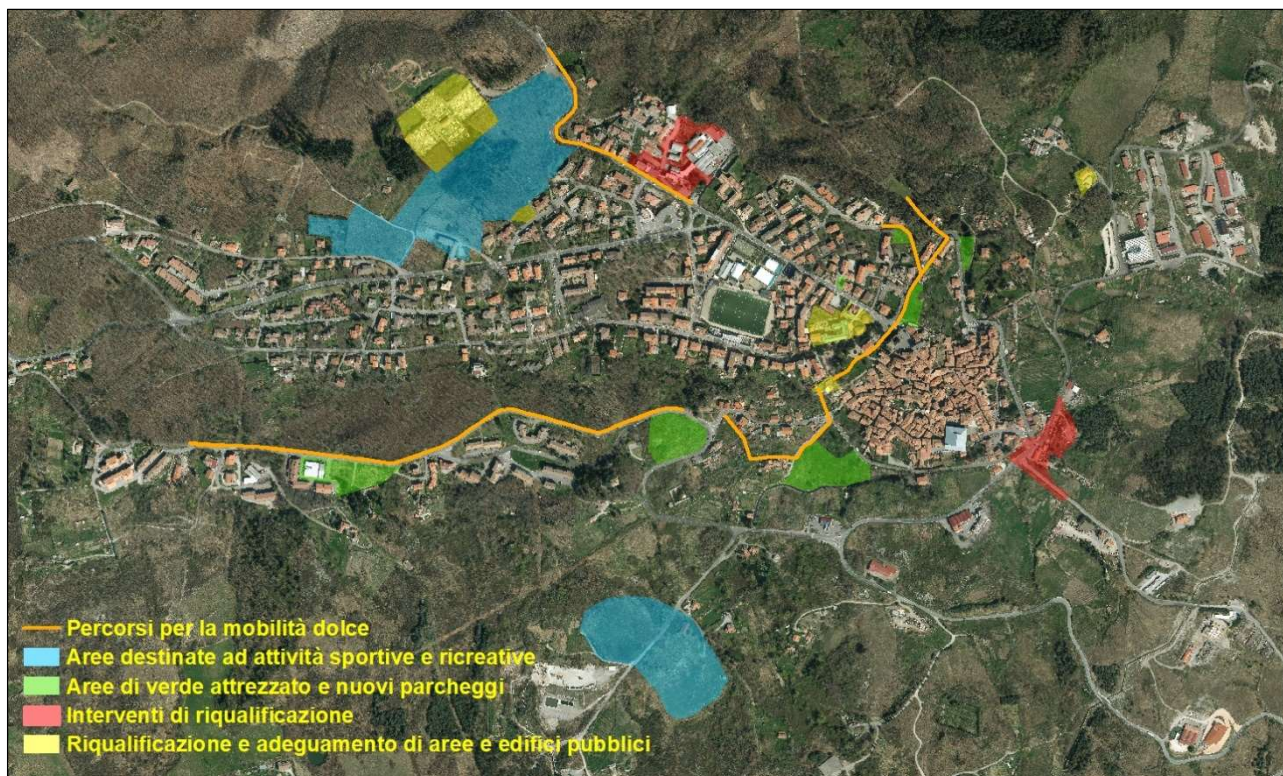 Percorsi per la mobilità dolce
Aree destinate ad attività sportive e ricreative
Aree di verde attrezzato e nuovi parcheggi
Interventi di riqualificazione
Riqualificazione e adeguamento di aree e edifici pubblici